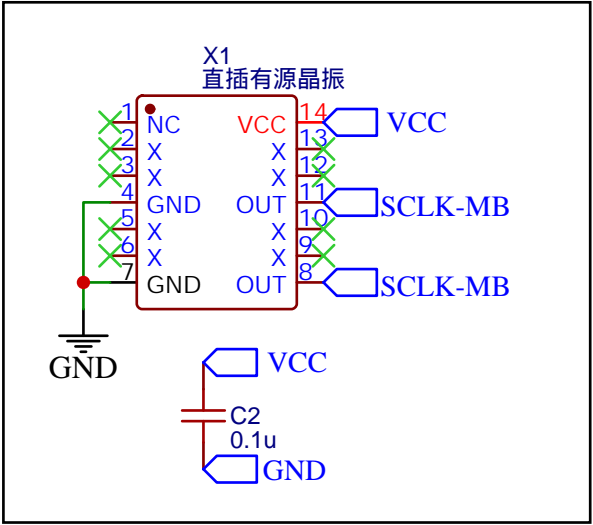 X1
直插有源晶振
1 NC VCC 14 VCC
2 X X 13
3 X X 12
4 GND OUT 11 SCLK-MB
5 X X 10
6 X X 9
7 GND OUT 8 SCLK-MB
GND
VCC
C2
0.1u
GND